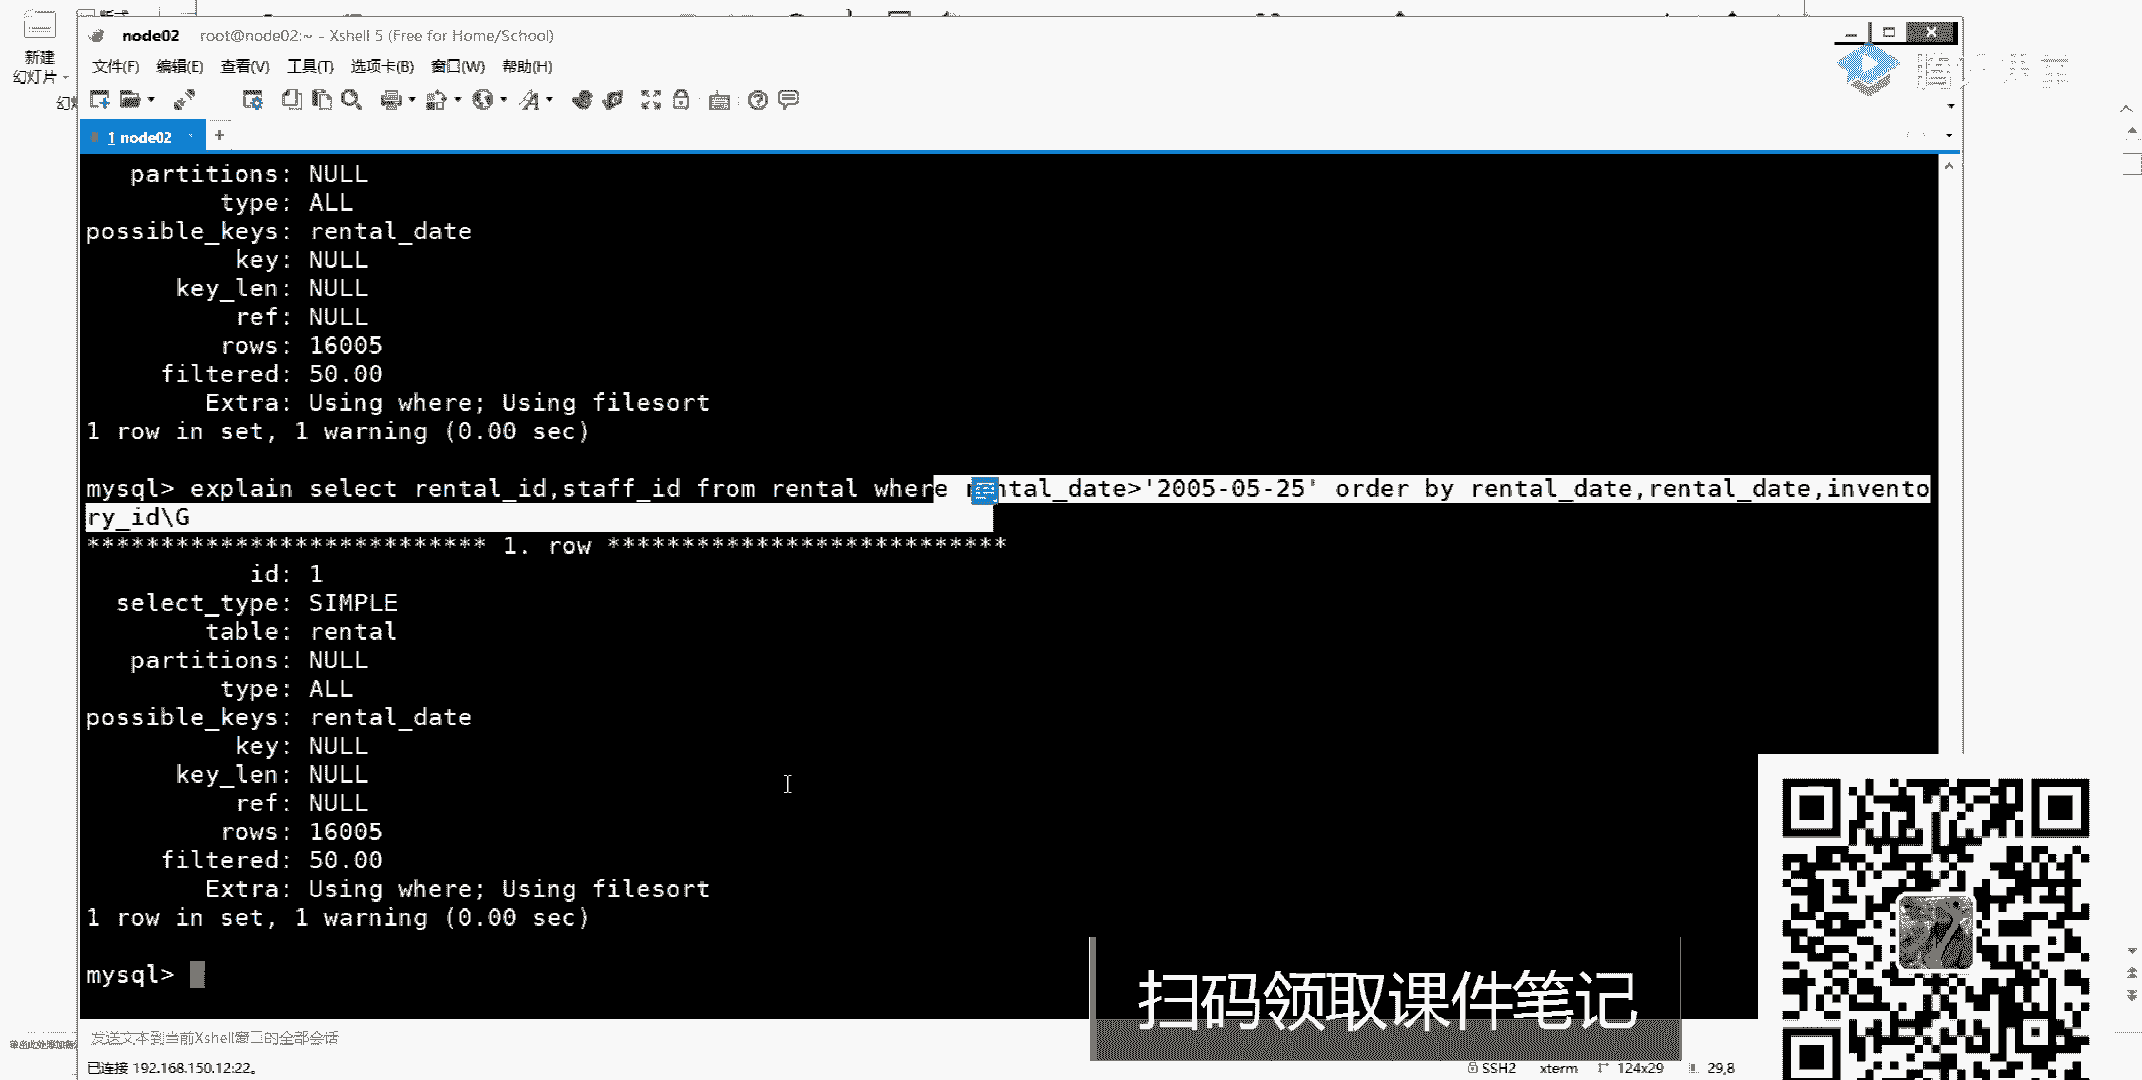 新建
幻灯片
node02 root@node02:~ - Xshell 5 (Free for Home/School)
文件(F) 编辑(E) 查看(V) 工具(T) 选项卡(B) 窗口(W) 帮助(H)
1 node02 +
partitions: NULL
type: ALL
possible_keys: rental_date
key: NULL
key_len: NULL
ref: NULL
rows: 16005
filtered: 50.00
Extra: Using where; Using filesort
1 row in set, 1 warning (0.00 sec)
mysql> explain select rental_id,staff_id from rental where rental_date>'2005-05-25' order by rental_date,rental_date,invento
ry_id\G
*************************** 1. row ***************************
id: 1
select_type: SIMPLE
table: rental
partitions: NULL
type: ALL
possible_keys: rental_date
key: NULL
key_len: NULL
ref: NULL
rows: 16005
filtered: 50.00
Extra: Using where; Using filesort
1 row in set, 1 warning (0.00 sec)
mysql>
扫码领取课件笔记
发送文本到当前Xshell窗口的全部会话
已连接 192.168.150.12:22。 SSH2 xterm 124x29 29,8